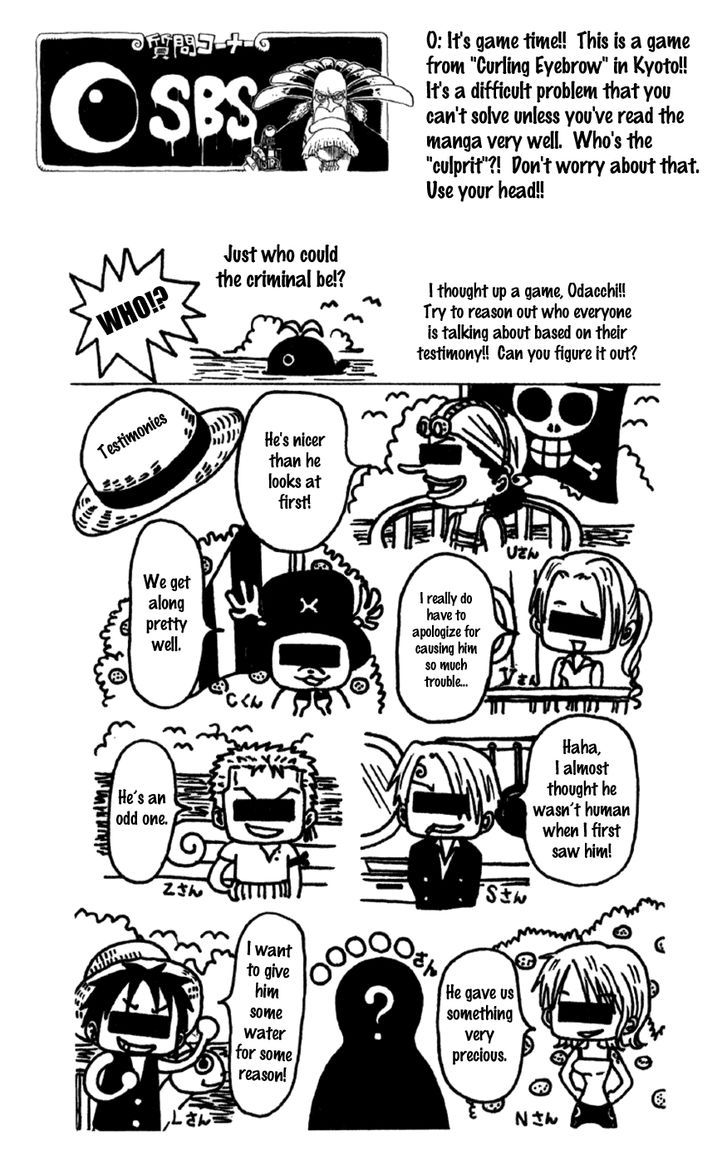 質問コーナー
SBS
O: It's game time!! This is a game
from "Curling Eyebrow" in Kyoto!!
It's a difficult problem that you
can't solve unless you've read the
manga very well. Who's the
"culprit"?! Don't worry about that.
Use your head!!
WHO!?
Just who could
the criminal be!?
I thought up a game, Odacchi!!
Try to reason out who everyone
is talking about based on their
testimony!! Can you figure it out?
Testimonies
He's nicer
than he
looks at
first!
Uさん
We get
along
pretty
well.
Cくん
I really do
have to
apologize for
causing him
so much
trouble...
Vさん
He's an
odd one.
Zさん
Haha,
I almost
thought he
wasn't human
when I first
saw him!
Sさん
I want
to give
him
some
water
for some
reason!
Lさん
○○○○○さん
?
He gave us
something
very
precious.
Nさん